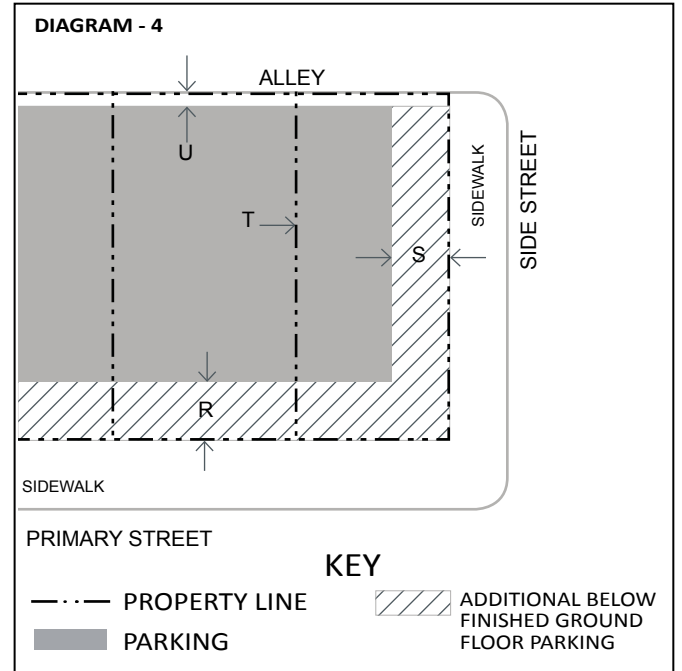 DIAGRAM - 4
ALLEY
U
T
S
SIDEWALK
SIDE STREET
R
SIDEWALK
PRIMARY STREET
KEY
PROPERTY LINE
PARKING
ADDITIONAL BELOW
FINISHED GROUND
FLOOR PARKING